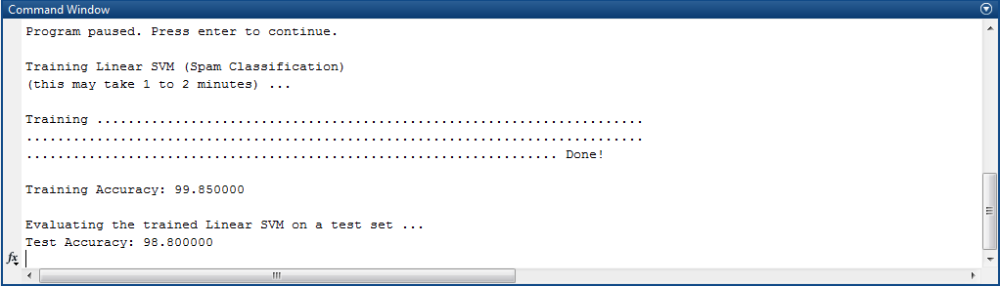 Command Window
Program paused. Press enter to continue.
Training Linear SVM (Spam Classification)
(this may take 1 to 2 minutes) ...
Training ......................................................................
...............................................................................
.................................................................... Done!
Training Accuracy: 99.850000
Evaluating the trained Linear SVM on a test set ...
Test Accuracy: 98.800000
fx